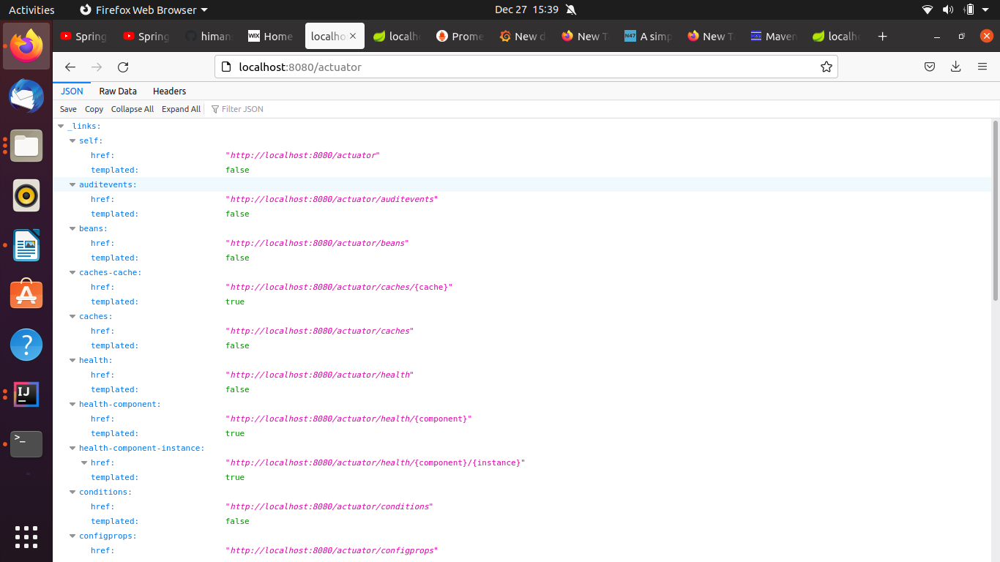 Activities Firefox Web Browser Dec 27 15:39
Spring Spring himan Home localho localho Prome New d New T A simp New T Maven localho
localhost:8080/actuator
JSON Raw Data Headers
Save Copy Collapse All Expand All Filter JSON
_links:
self:
href: "http://localhost:8080/actuator"
templated: false
auditevents:
href: "http://localhost:8080/actuator/auditevents"
templated: false
beans:
href: "http://localhost:8080/actuator/beans"
templated: false
caches-cache:
href: "http://localhost:8080/actuator/caches/{cache}"
templated: true
caches:
href: "http://localhost:8080/actuator/caches"
templated: false
health:
href: "http://localhost:8080/actuator/health"
templated: false
health-component:
href: "http://localhost:8080/actuator/health/{component}"
templated: true
health-component-instance:
href: "http://localhost:8080/actuator/health/{component}/{instance}"
templated: true
conditions:
href: "http://localhost:8080/actuator/conditions"
templated: false
configprops:
href: "http://localhost:8080/actuator/configprops"